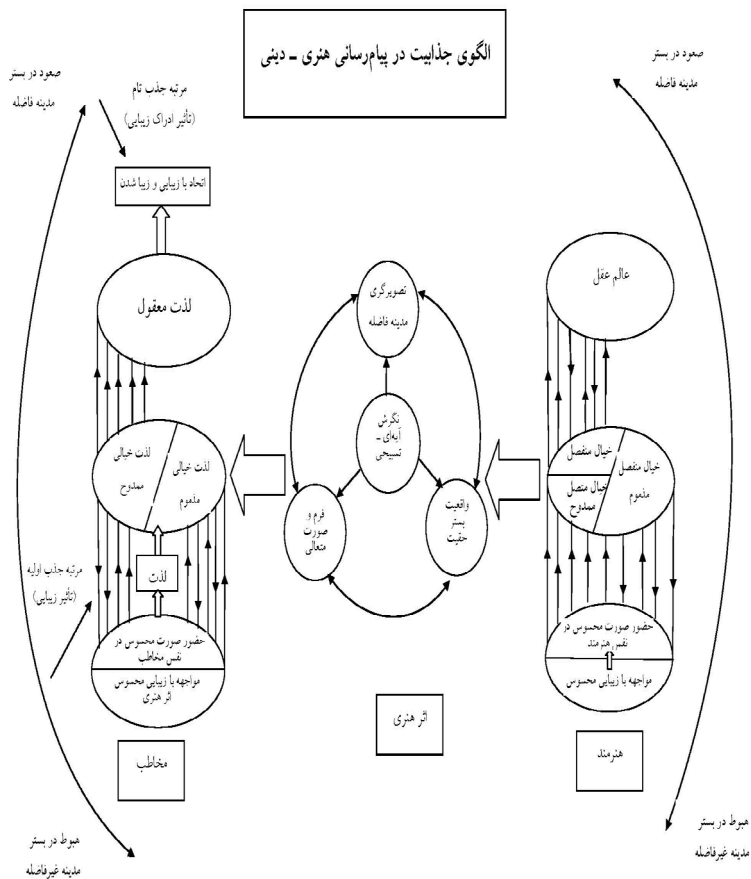 الگوی جذابیت در پیام‌رسانی هنری ـ دینی
صعود در بستر
مدینه فاضله
عالم عقل
خیال منفصل
خیال متصل
ممدوح
خیال منفصل
مذموم
حضور صورت محسوس در
نفس هنرمند
مواجهه با زیبایی محسوس
هنرمند
هبوط در بستر
مدینه غیرفاضله
تصویرگری
مدینه فاضله
نگرش
آیه‌ای ـ
تسبیحی
واقعیت
بستر
حقیت
فرم و
صورت
متعالی
اثر هنری
صعود در بستر
مدینه فاضله
مرتبه جذب تام
(تأثیر ادراک زیبایی)
اتحاد با زیبایی و زیبا شدن
لذت معقول
لذت خیالی
ممدوح
لذت خیالی
مذموم
لذت
مرتبه جذب اولیه
(تأثیر زیبایی)
حضور صورت محسوس در
نفس مخاطب
مواجهه با زیبایی محسوس
اثر هنری
مخاطب
هبوط در بستر
مدینه غیرفاضله